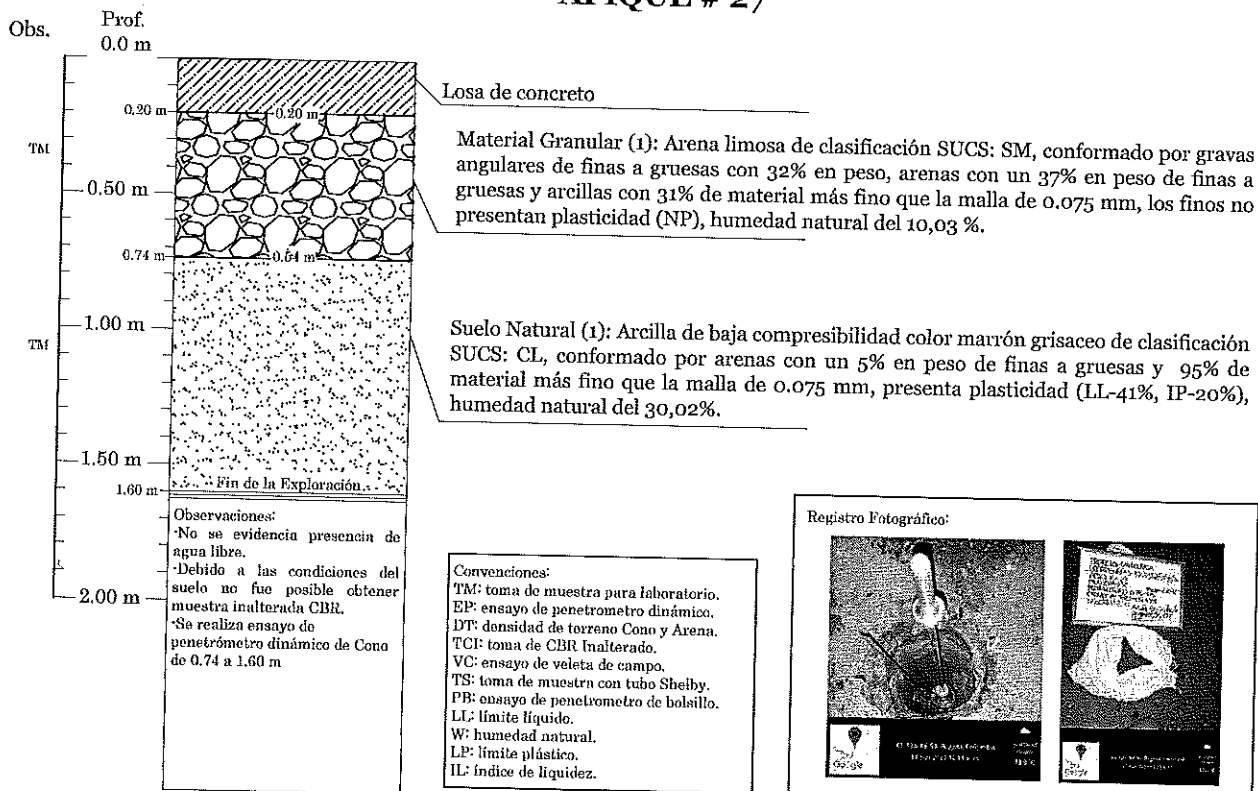 APIQUE # 27
Obs.
Prof.
0.0 m
0.20 m
0.20 m
TM
0.50 m
0.74 m
0.54 m
1.00 m
TM
1.50 m
Fin de la Exploración
1.60 m
2.00 m
Losa de concreto
Material Granular (1): Arena limosa de clasificación SUCS: SM, conformado por gravas
angulares de finas a gruesas con 32% en peso, arenas con un 37% en peso de finas a
gruesas y arcillas con 31% de material más fino que la malla de 0.075 mm, los finos no
presentan plasticidad (NP), humedad natural del 10,03 %.
Suelo Natural (1): Arcilla de baja compresibilidad color marrón grisaceo de clasificación
SUCS: CL, conformado por arenas con un 5% en peso de finas a gruesas y 95% de
material más fino que la malla de 0.075 mm, presenta plasticidad (LL-41%, IP-20%),
humedad natural del 30,02%.
Observaciones:
-No se evidencia presencia de
agua libre.
-Debido a las condiciones del
suelo no fue posible obtener
muestra inalterada CBR.
-Se realiza ensayo de
penetrómetro dinámico de Cono
de 0.74 a 1.60 m
Convenciones:
TM: toma de muestra para laboratorio.
EP: ensayo de penetrometro dinámico.
DT: densidad de terreno Cono y Arena.
TCI: toma de CBR Inalterado.
VC: ensayo de veleta de campo.
TS: toma de muestra con tubo Shelby.
PB: ensayo de penetrometro de bolsillo.
LL: límite líquido.
W: humedad natural.
LP: límite plástico.
IL: índice de liquidez.
Registro Fotográfico:
Google
Google